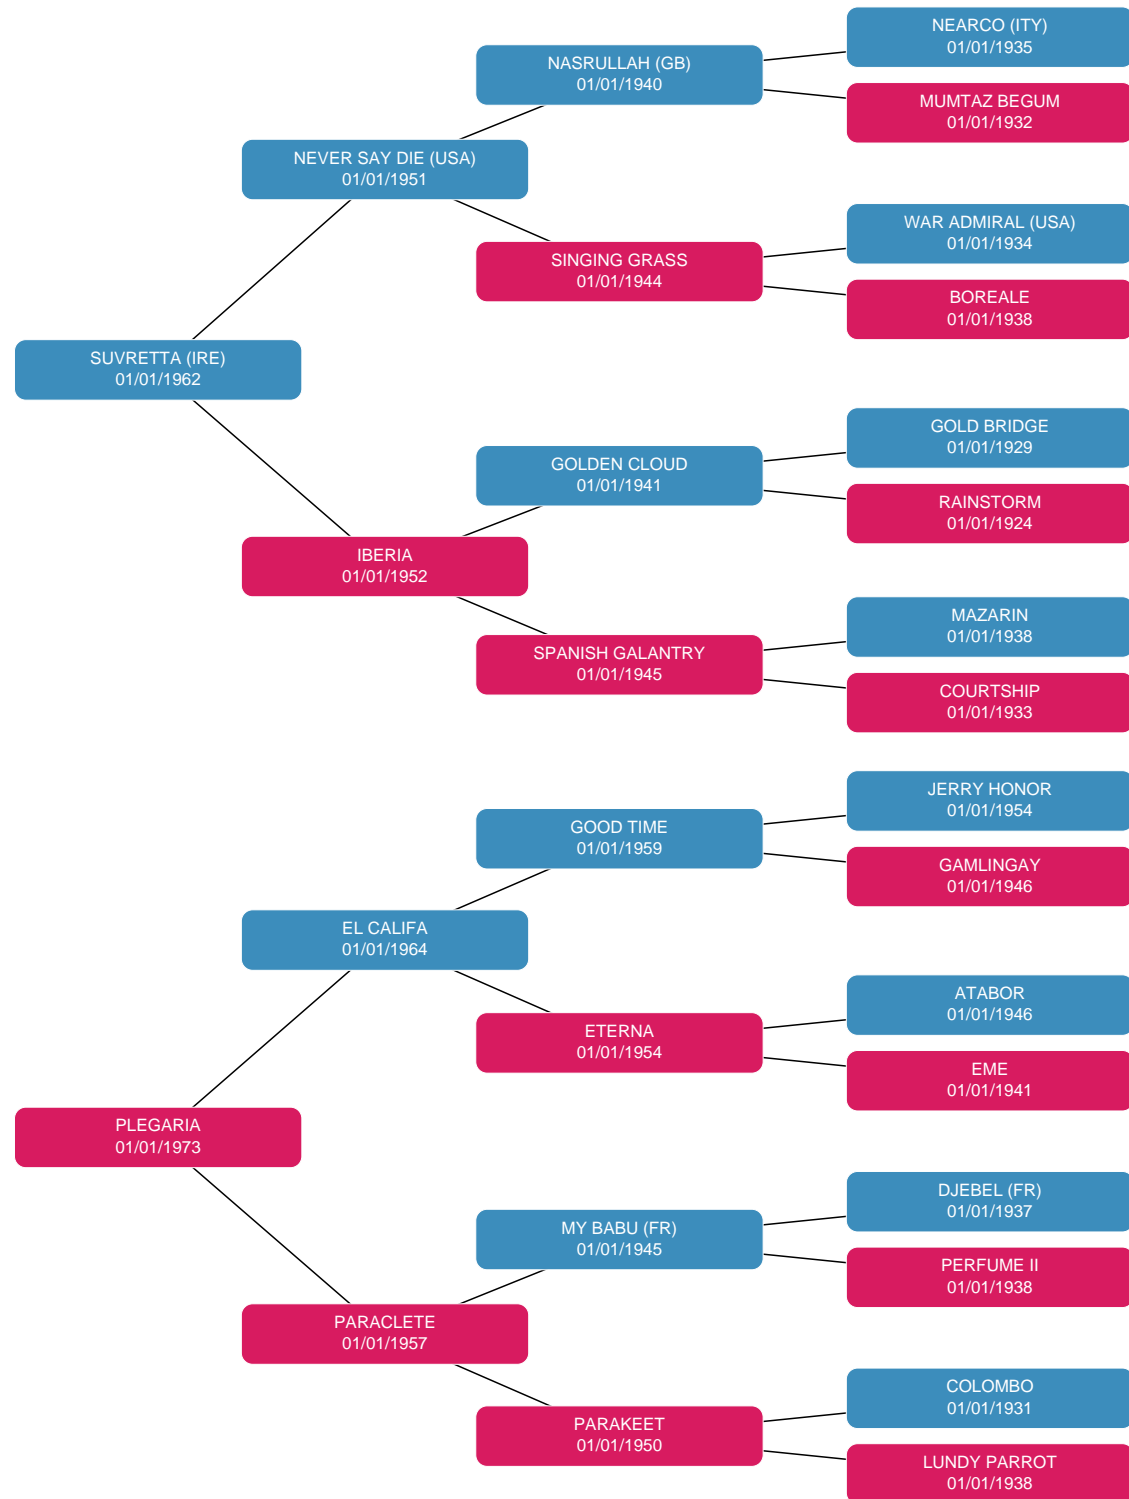 NEARCO (ITY)
01/01/1935
NASRULLAH (GB)
01/01/1940
MUMTAZ BEGUM
01/01/1932
NEVER SAY DIE (USA)
01/01/1951
WAR ADMIRAL (USA)
01/01/1934
SINGING GRASS
01/01/1944
BOREALE
01/01/1938
SUVRETTA (IRE)
01/01/1962
GOLD BRIDGE
01/01/1929
GOLDEN CLOUD
01/01/1941
RAINSTORM
01/01/1924
IBERIA
01/01/1952
MAZARIN
01/01/1938
SPANISH GALANTRY
01/01/1945
COURTSHIP
01/01/1933
JERRY HONOR
01/01/1954
GOOD TIME
01/01/1959
GAMLINGAY
01/01/1946
EL CALIFA
01/01/1964
ATABOR
01/01/1946
ETERNA
01/01/1954
EME
01/01/1941
PLEGARIA
01/01/1973
DJEBEL (FR)
01/01/1937
MY BABU (FR)
01/01/1945
PERFUME II
01/01/1938
PARACLETE
01/01/1957
COLOMBO
01/01/1931
PARAKEET
01/01/1950
LUNDY PARROT
01/01/1938